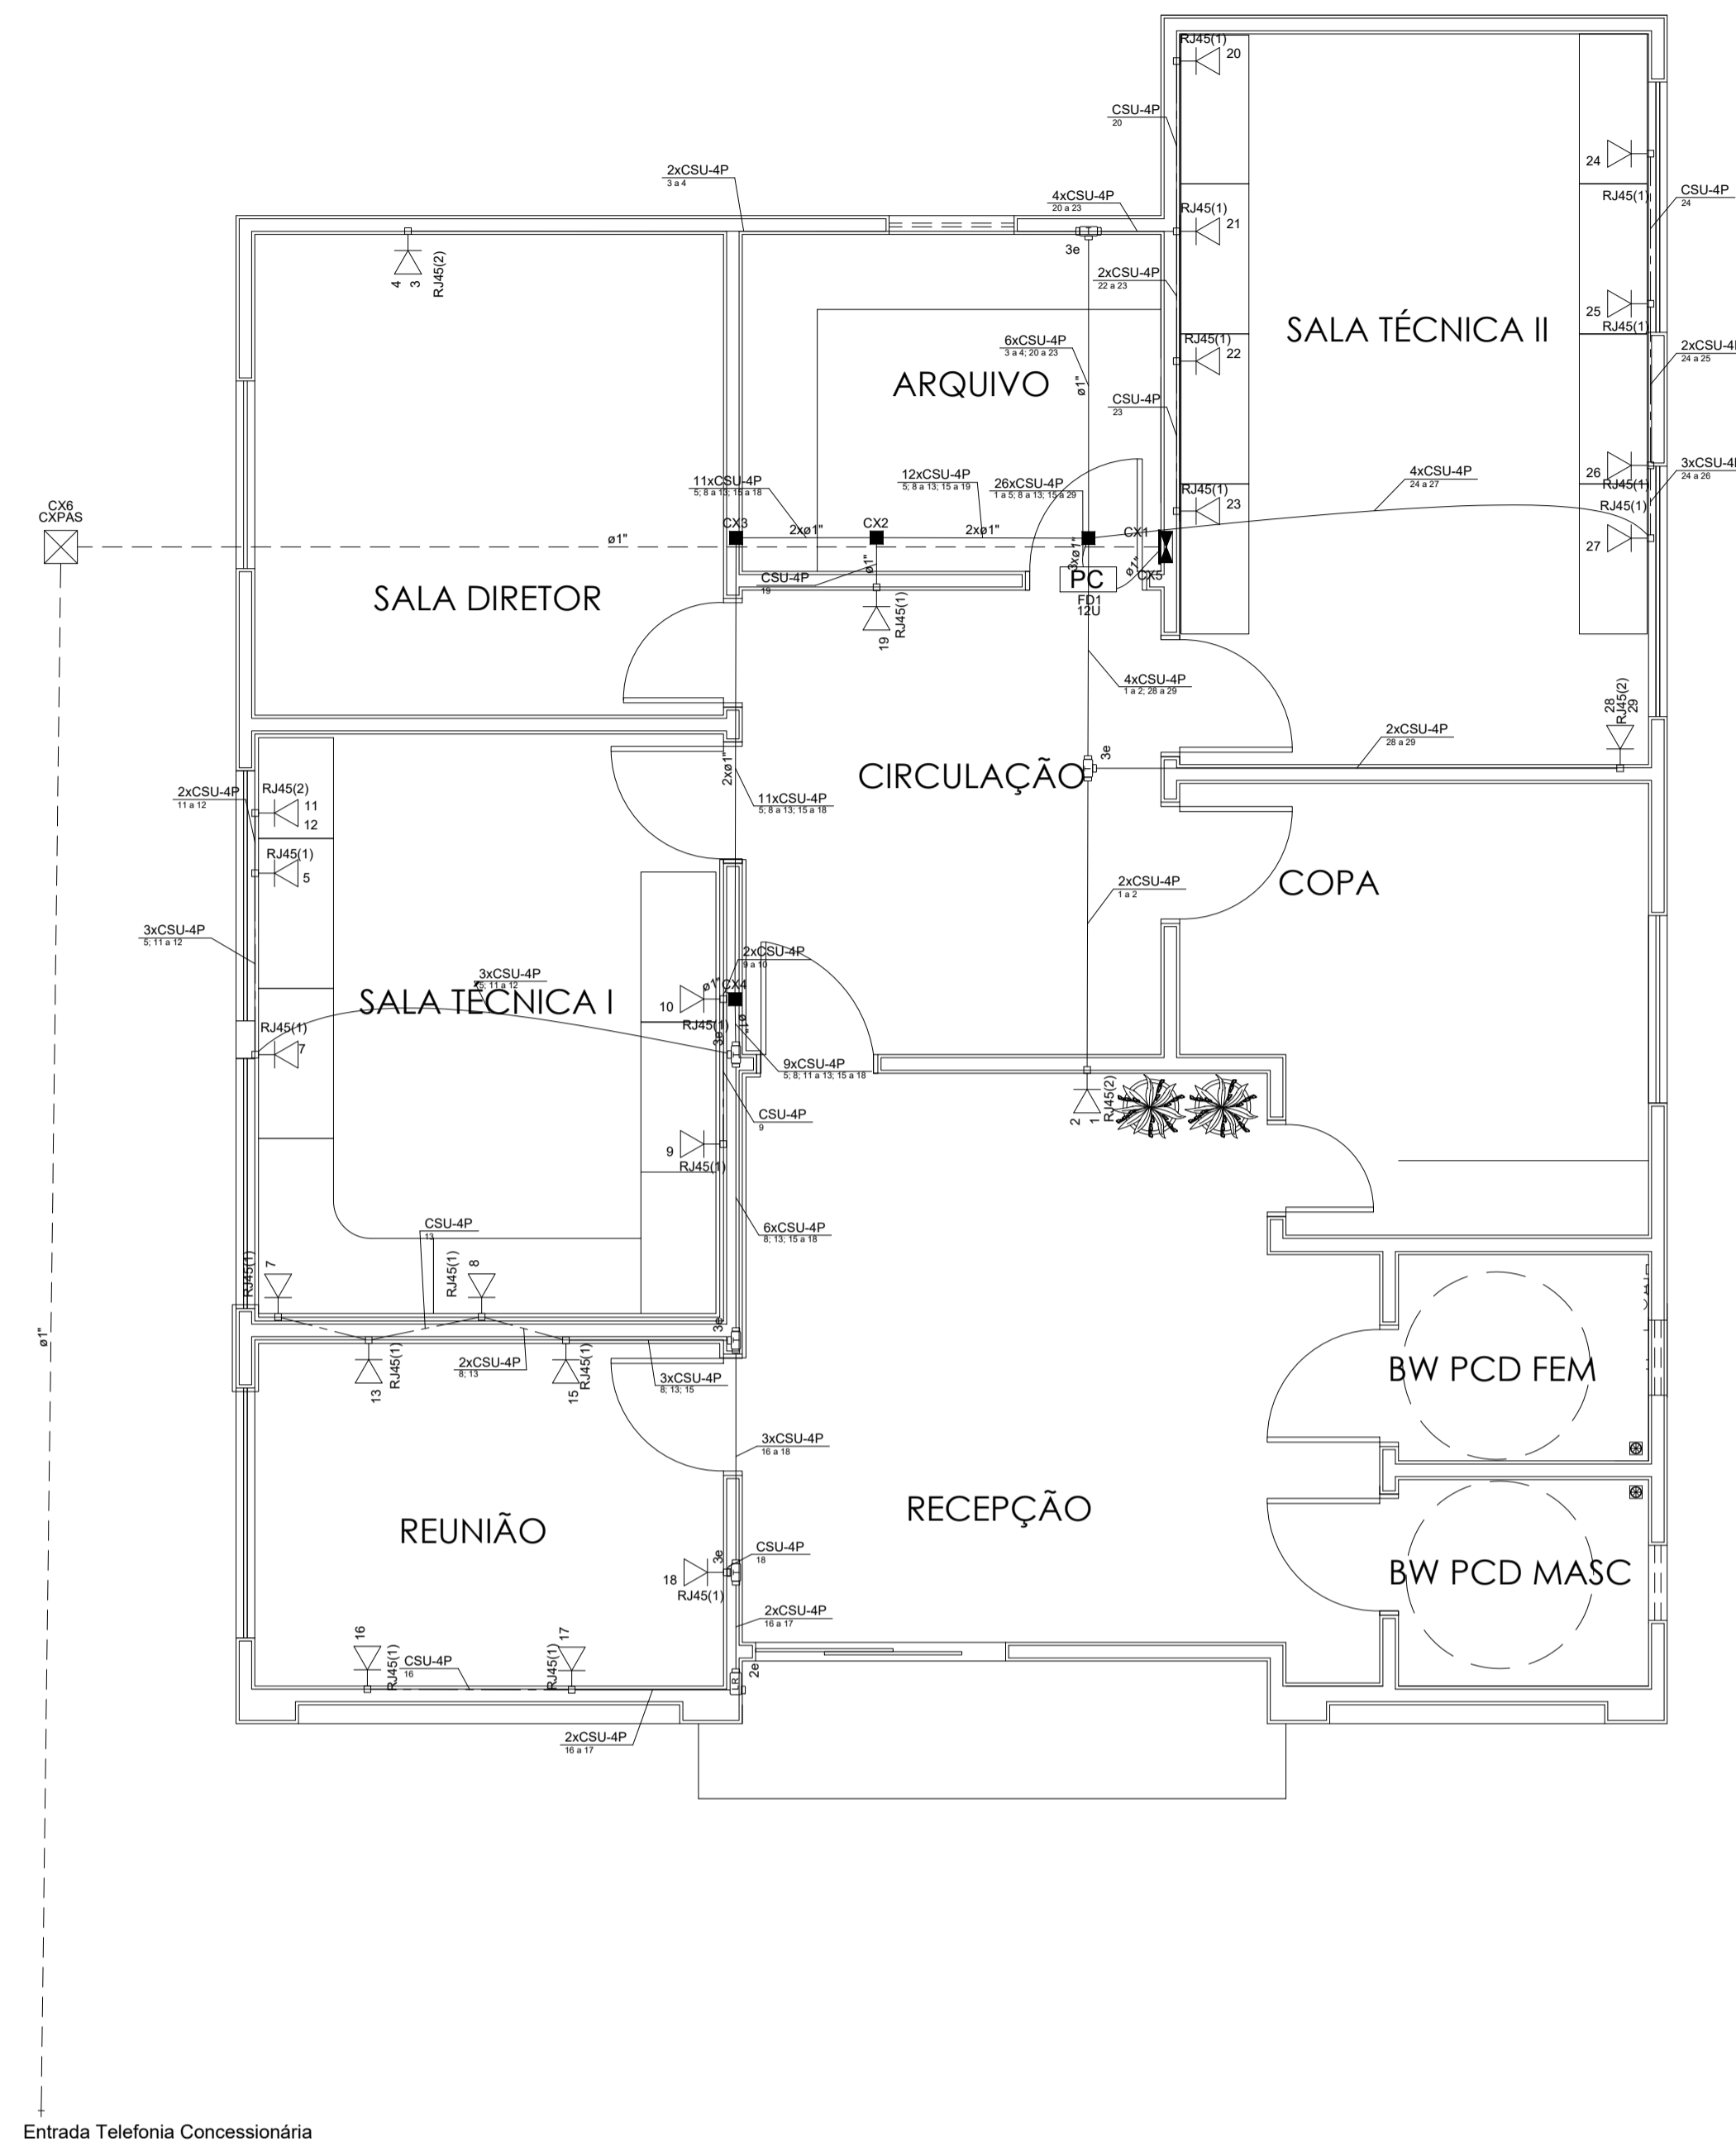 RJ45(1)
20
CSU-4P
20
24
RJ45(1)
CSU-4P
24
2xCSU-4P
3 a 4
4xCSU-4P
20 a 23
RJ45(1)
21
3e
4
3
RJ45(2)
2xCSU-4P
22 a 23
25
RJ45(1)
SALA TÉCNICA II
RJ45(1)
22
6xCSU-4P
3 a 4; 20 a 23
ø1"
ARQUIVO
2xCSU-4P
24 a 25
CSU-4P
23
11xCSU-4P
5; 8 a 13; 15 a 18
12xCSU-4P
5; 8 a 13; 15 a 19
26xCSU-4P
1 a 5; 8 a 13; 15 a 29
4xCSU-4P
24 a 27
26
RJ45(1)
3xCSU-4P
24 a 26
RJ45(1)
23
RJ45(1)
27
CX6
CXPAS
ø1"
CX3
2xø1"
CX2
2xø1"
CX1
3xø1"
ø1"
CX5
CSU-4P
19
ø1"
PC
FD1
12U
SALA DIRETOR
19
RJ45(1)
4xCSU-4P
1 a 2; 28 a 29
28
RJ45(2)
29
2xCSU-4P
28 a 29
3e
CIRCULAÇÃO
2xø1"
2xCSU-4P
11 a 12
RJ45(2)
11
12
11xCSU-4P
5; 8 a 13; 15 a 18
RJ45(1)
5
2xCSU-4P
1 a 2
COPA
3xCSU-4P
5; 11 a 12
2xCSU-4P
9 a 10
3xCSU-4P
5; 11 a 12
SALA TÉCNICA I
10
RJ45(1)
ø1"
CX4
ø1"
3e
RJ45(1)
7
9xCSU-4P
5; 8; 11 a 13; 15 a 18
2
1
RJ45(2)
CSU-4P
9
9
RJ45(1)
CSU-4P
13
6xCSU-4P
8; 13; 15 a 18
RJ45(1)
7
RJ45(1)
8
ø1"
3e
13
RJ45(1)
2xCSU-4P
8; 13
15
RJ45(1)
3xCSU-4P
8; 13; 15
BW PCD FEM
3xCSU-4P
16 a 18
REUNIÃO
RECEPÇÃO
CSU-4P
18
3e
18
RJ45(1)
BW PCD MASC
2xCSU-4P
16 a 17
16
RJ45(1)
CSU-4P
16
RJ45(1)
17
LR
2e
2xCSU-4P
16 a 17
Entrada Telefonia Concessionária